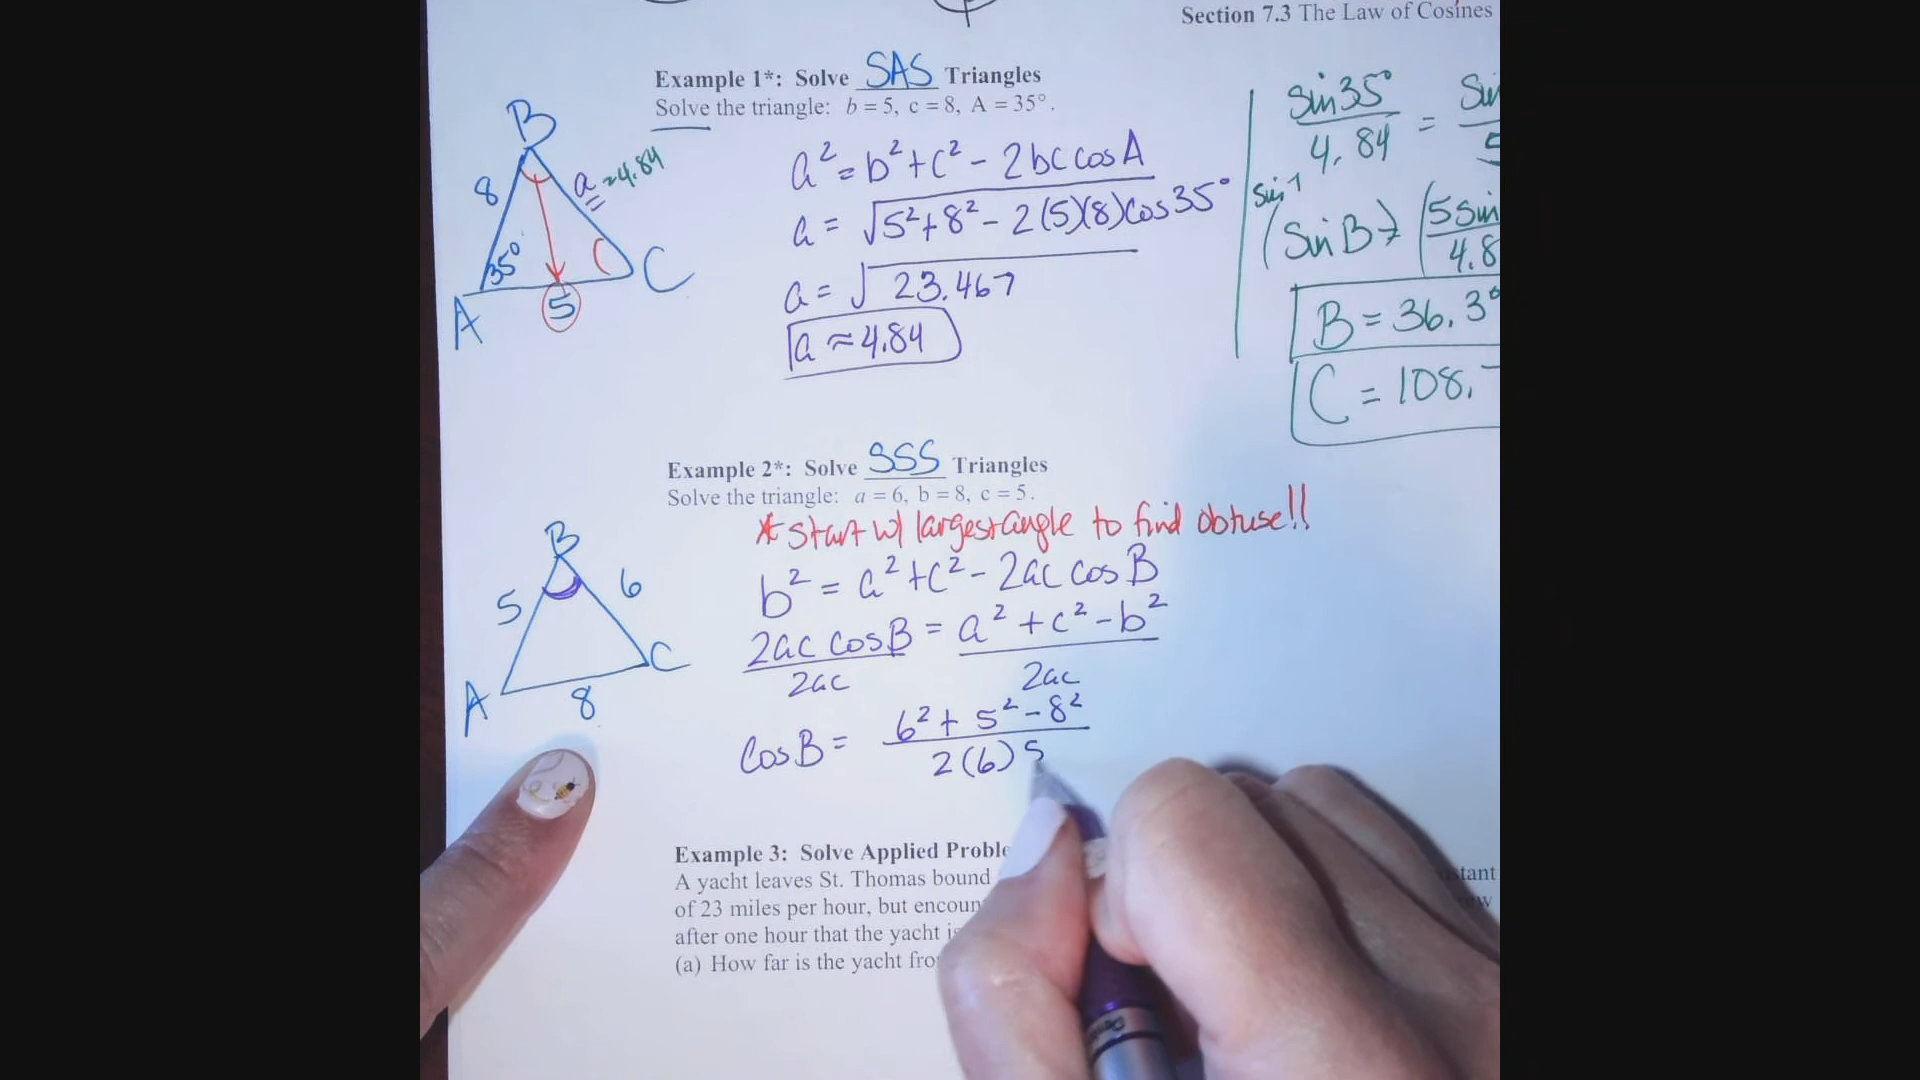 Section 7.3 The Law of Cosines
Example 1*: Solve SAS Triangles
Solve the triangle: b = 5, c = 8, A = 35°.
B
8
a ≈4.84
35°
A
5
C
a² = b² + c² - 2bc cos A
a = √5² + 8² - 2(5)(8)cos 35°
a = √23.467
a ≈ 4.84
sin 35° / 4.84 =
sin⁻¹
(sin B)
B = 36.3°
C = 108.
Example 2*: Solve SSS Triangles
Solve the triangle: a = 6, b = 8, c = 5.
* Start w/ largest angle to find obtuse!!
B
5
6
A
8
C
b² = a² + c² - 2ac cos B
2ac cos B / 2ac = a² + c² - b² / 2ac
cos B = 6² + 5² - 8² / 2(6) 5
Example 3: Solve Applied
A yacht leaves St. Thomas bound
of 23 miles per hour, but
after one hour that the yacht
(a) How far is the yacht